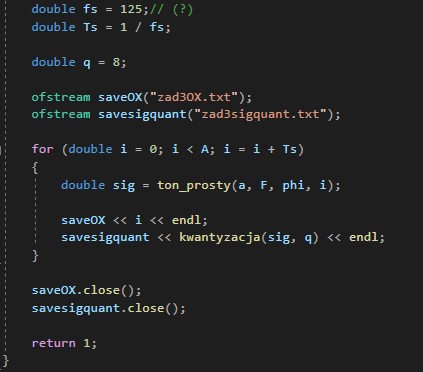 double fs = 125;// (?)
double Ts = 1 / fs;
double q = 8;
ofstream saveOX("zad3OX.txt");
ofstream savesigquant("zad3sigquant.txt");
for (double i = 0; i < A; i = i + Ts)
{
double sig = ton_prosty(a, F, phi, i);
saveOX << i << endl;
savesigquant << kwantyzacja(sig, q) << endl;
}
saveOX.close();
savesigquant.close();
return 1;
}